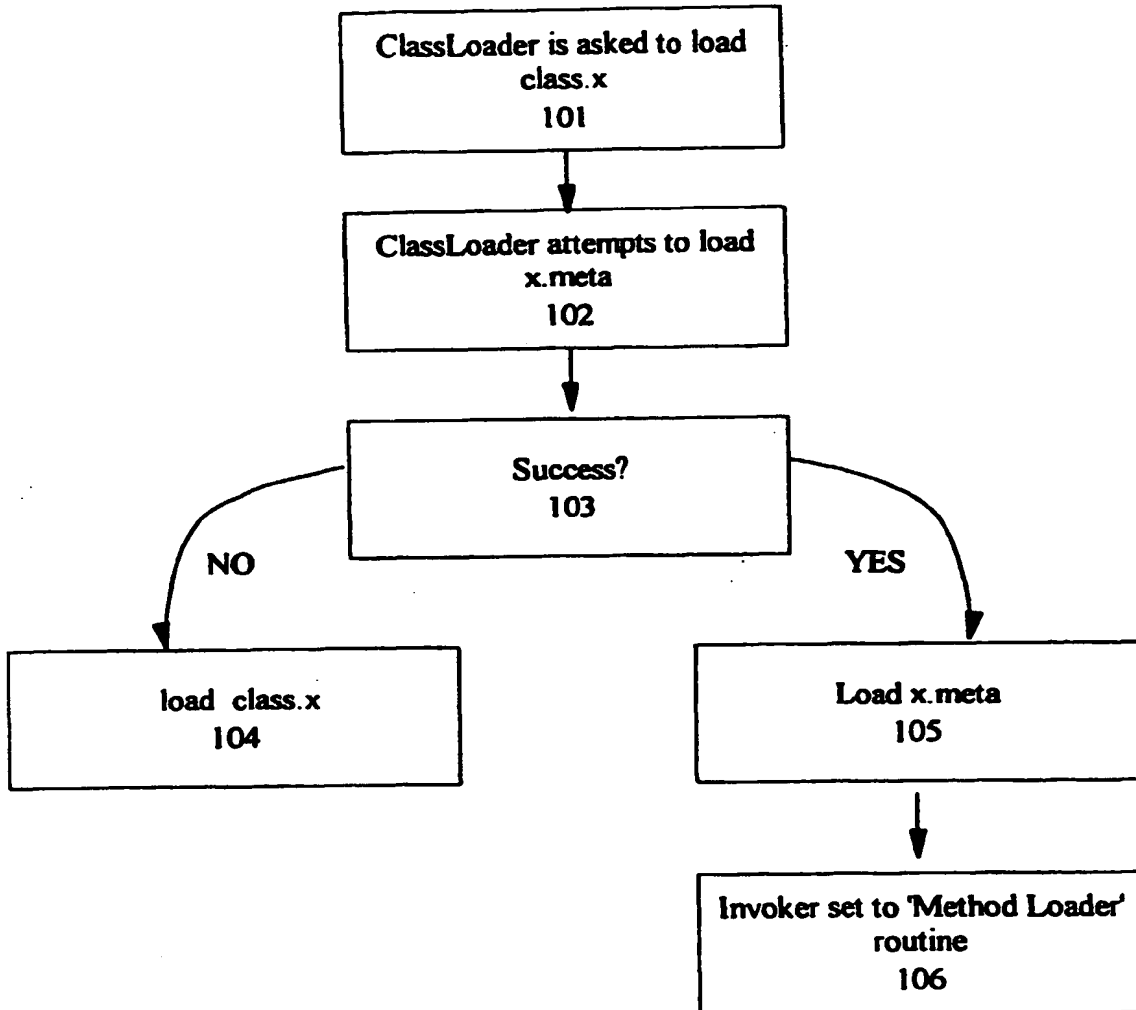 ClassLoader is asked to load
class.x
101
ClassLoader attempts to load
x.meta
102
Success?
103
NO
YES
load class.x
104
Load x.meta
105
Invoker set to 'Method Loader'
routine
106